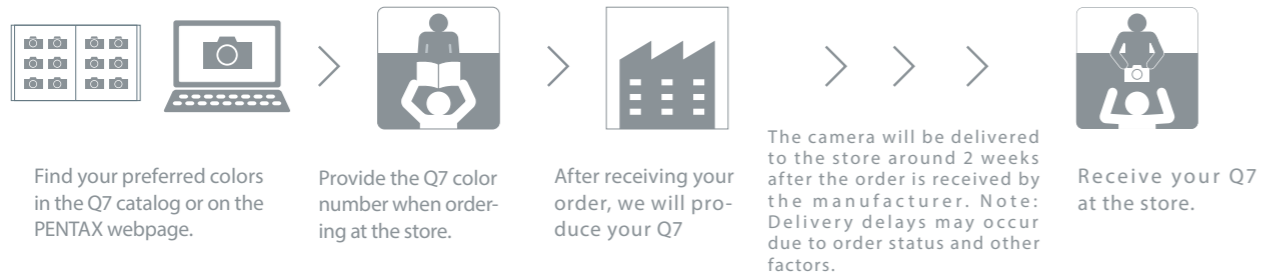 Find your preferred colors
in the Q7 catalog or on the
PENTAX webpage.
Provide the Q7 color
number when order-
ing at the store.
After receiving your
order, we will pro-
duce your Q7
The camera will be delivered
to the store around 2 weeks
after the order is received by
the manufacturer. Note:
Delivery delays may occur
due to order status and other
factors.
Receive your Q7
at the store.